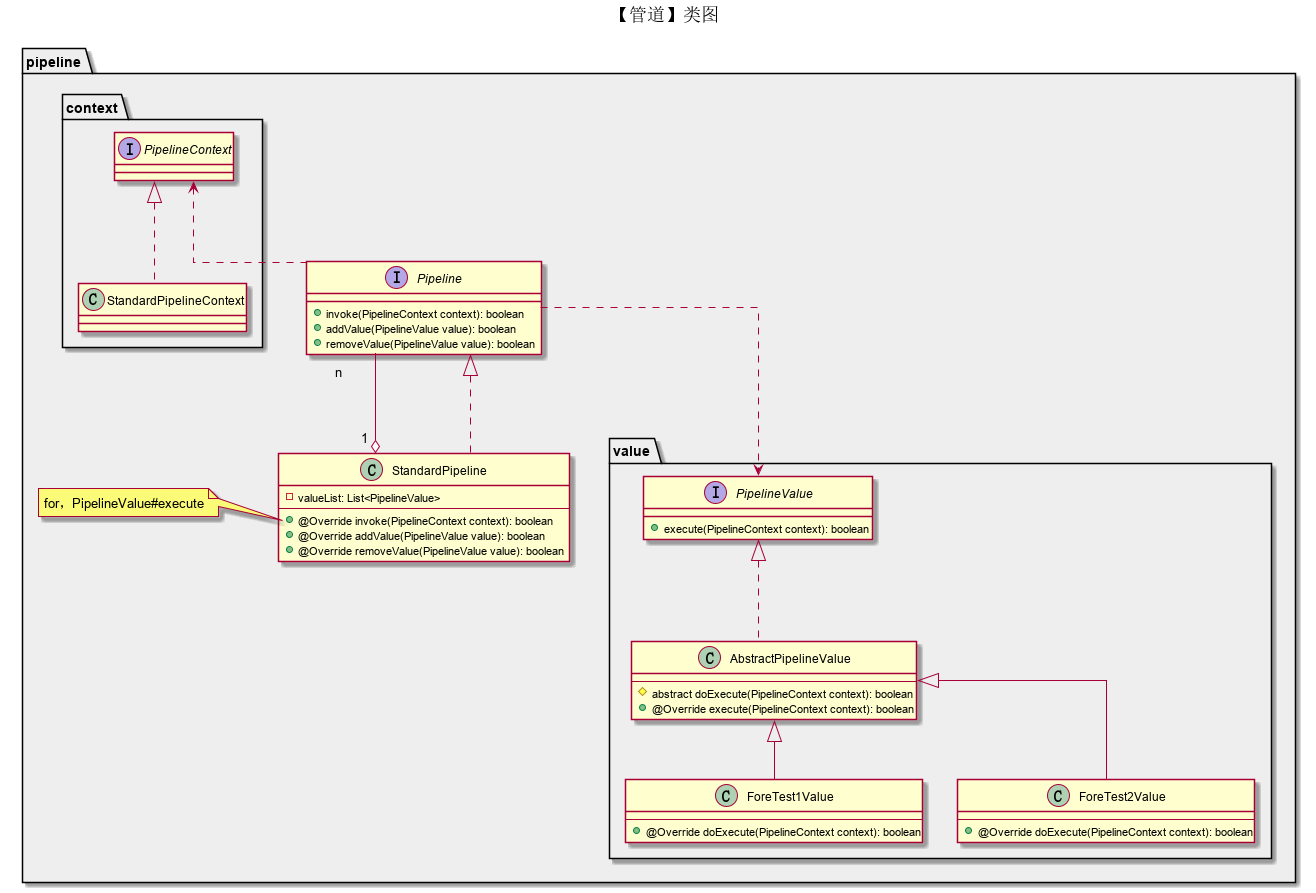 【管道】类图
pipeline
context
I PipelineContext
C StandardPipelineContext
I Pipeline
invoke(PipelineContext context): boolean
addValue(PipelineValue value): boolean
removeValue(PipelineValue value): boolean
n
1
C StandardPipeline
valueList: List<PipelineValue>
@Override invoke(PipelineContext context): boolean
@Override addValue(PipelineValue value): boolean
@Override removeValue(PipelineValue value): boolean
for，PipelineValue#execute
value
I PipelineValue
execute(PipelineContext context): boolean
C AbstractPipelineValue
abstract doExecute(PipelineContext context): boolean
@Override execute(PipelineContext context): boolean
C ForeTest1Value
@Override doExecute(PipelineContext context): boolean
C ForeTest2Value
@Override doExecute(PipelineContext context): boolean